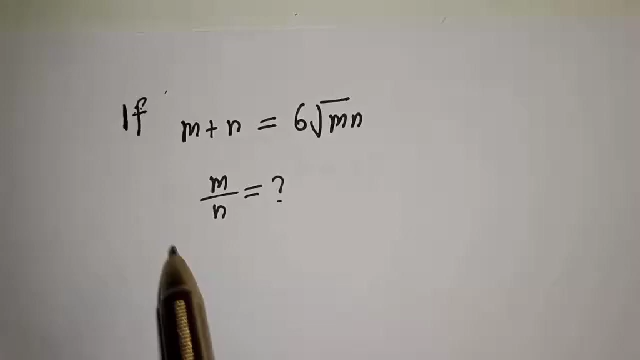 If m+n = 6√mn
m/n = ?